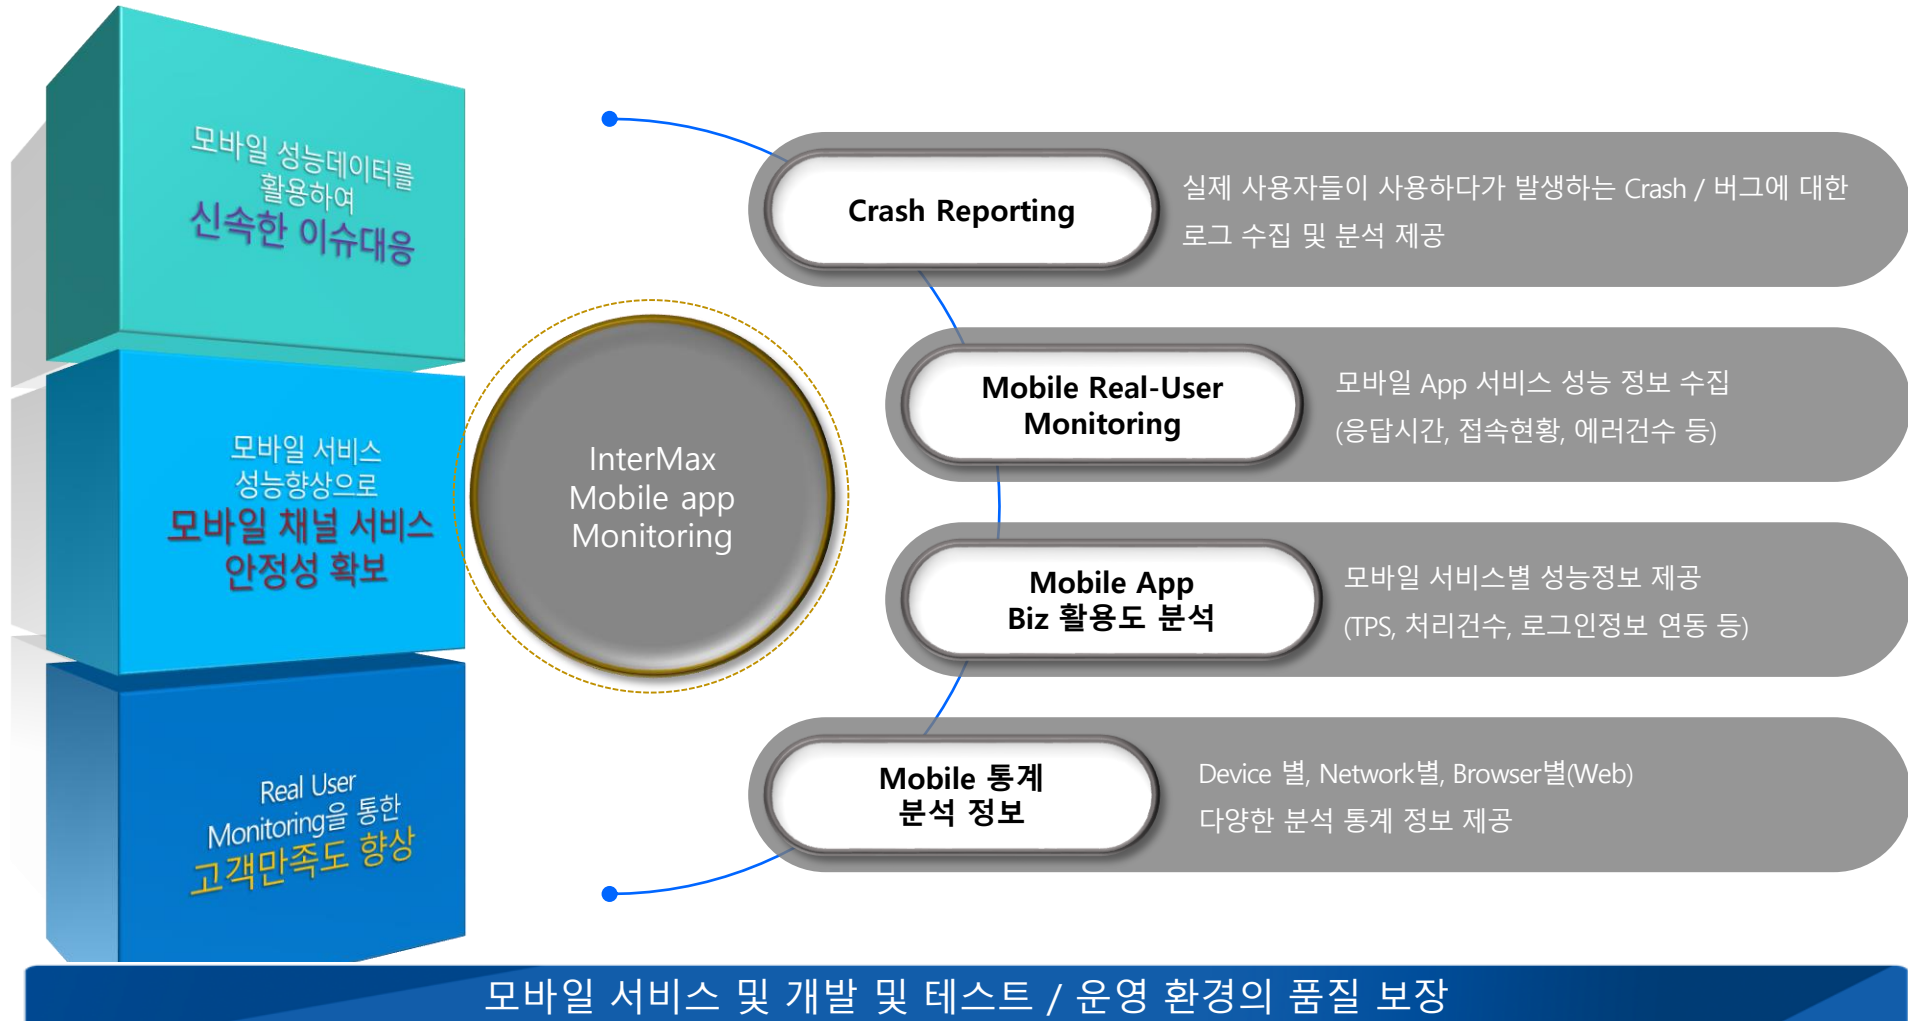 모바일 성능데이터를
활용하여
신속한 이슈대응
모바일 서비스
성능향상으로
모바일 채널 서비스
안정성 확보
Real User
Monitoring을 통한
고객만족도 향상
InterMax
Mobile app
Monitoring
Crash Reporting
실제 사용자들이 사용하다가 발생하는 Crash / 버그에 대한
로그 수집 및 분석 제공
Mobile Real-User
Monitoring
모바일 App 서비스 성능 정보 수집
(응답시간, 접속현황, 에러건수 등)
Mobile App
Biz 활용도 분석
모바일 서비스별 성능정보 제공
(TPS, 처리건수, 로그인정보 연동 등)
Mobile 통계
분석 정보
Device 별, Network별, Browser별(Web)
다양한 분석 통계 정보 제공
모바일 서비스 및 개발 및 테스트 / 운영 환경의 품질 보장